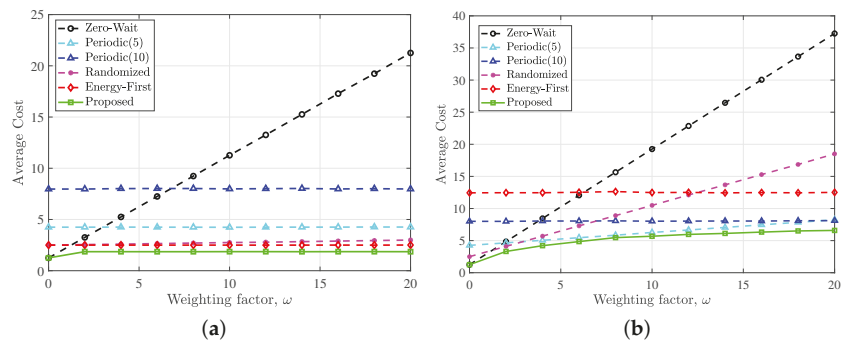 Zero-Wait
Periodic(5)
Periodic(10)
Randomized
Energy-First
Proposed
25
20
15
10
5
0
Average Cost
0
5
10
15
20
Weighting factor, ω
(a)
Zero-Wait
Periodic(5)
Periodic(10)
Randomized
Energy-First
Proposed
40
35
30
25
20
15
10
5
0
Average Cost
0
5
10
15
20
Weighting factor, ω
(b)